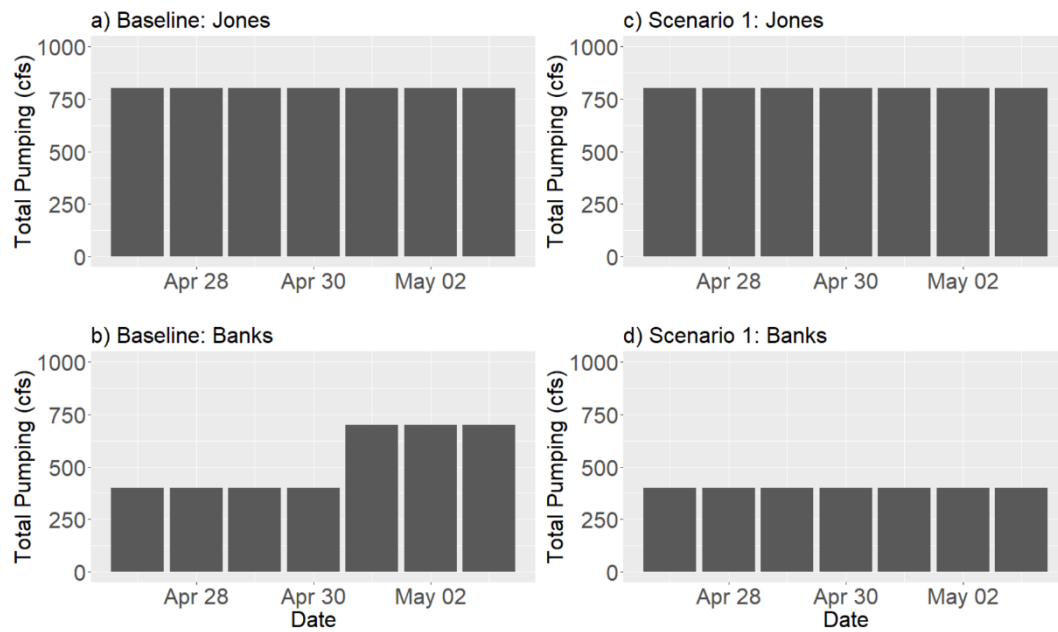 a) Baseline: Jones
Total Pumping (cfs)
1000
750
500
250
0
Apr 28 Apr 30 May 02
c) Scenario 1: Jones
Total Pumping (cfs)
1000
750
500
250
0
Apr 28 Apr 30 May 02
b) Baseline: Banks
Total Pumping (cfs)
1000
750
500
250
0
Apr 28 Apr 30 May 02
Date
d) Scenario 1: Banks
Total Pumping (cfs)
1000
750
500
250
0
Apr 28 Apr 30 May 02
Date